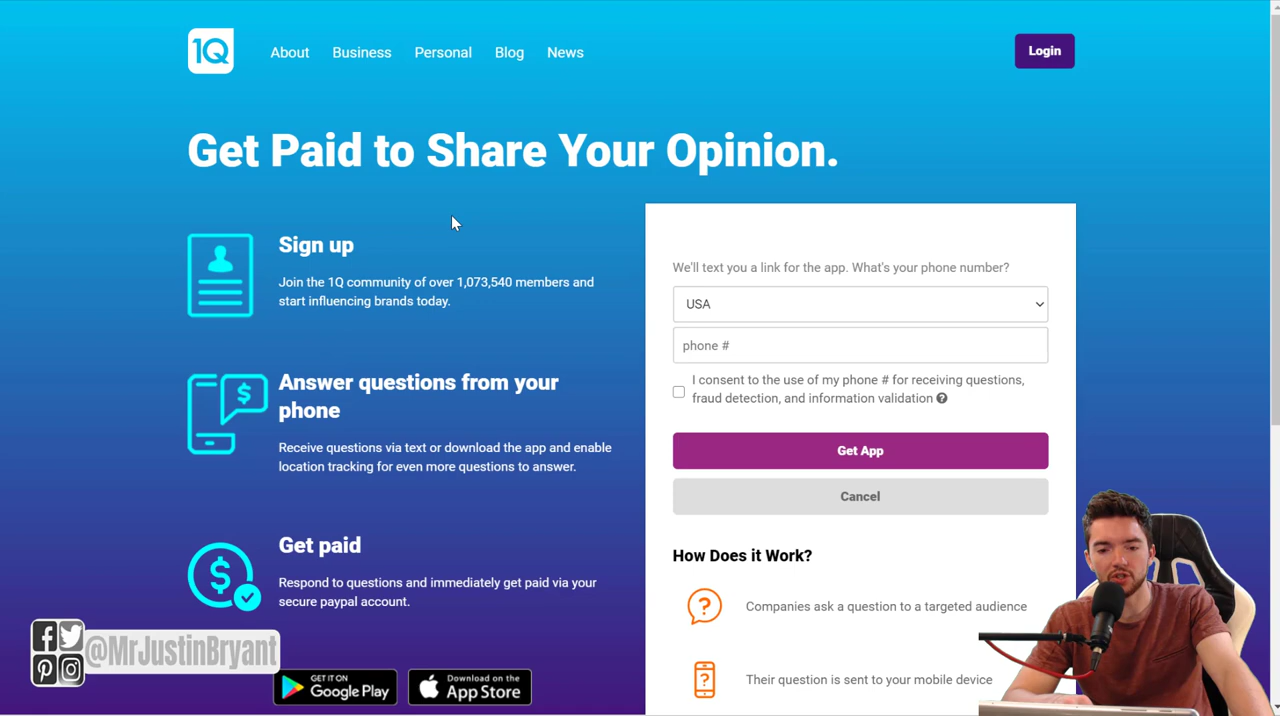 1Q
About
Business
Personal
Blog
News
Login
Get Paid to Share Your Opinion.
Sign up
Join the 1Q community of over 1,073,540 members and
start influencing brands today.
$
Answer questions from your
phone
Receive questions via text or download the app and enable
location tracking for even more questions to answer.
$
Get paid
Respond to questions and immediately get paid via your
secure paypal account.
@MrJustinBryant
GET IT ON
Google Play
Download on the
App Store
We'll text you a link for the app. What's your phone number?
USA
phone #
I consent to the use of my phone # for receiving questions,
fraud detection, and information validation ?
Get App
Cancel
How Does it Work?
?
Companies ask a question to a targeted audience
?
Their question is sent to your mobile device